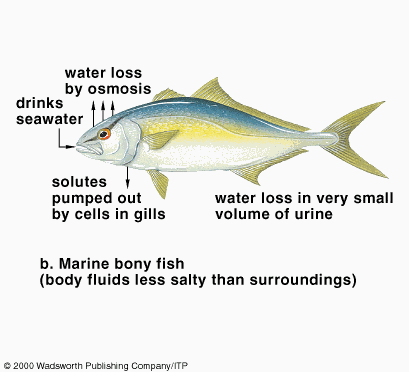 water loss
by osmosis
drinks
seawater
solutes
pumped out
by cells in gills
water loss in very small
volume of urine
b. Marine bony fish
(body fluids less salty than surroundings)
© 2000 Wadsworth Publishing Company/ITP